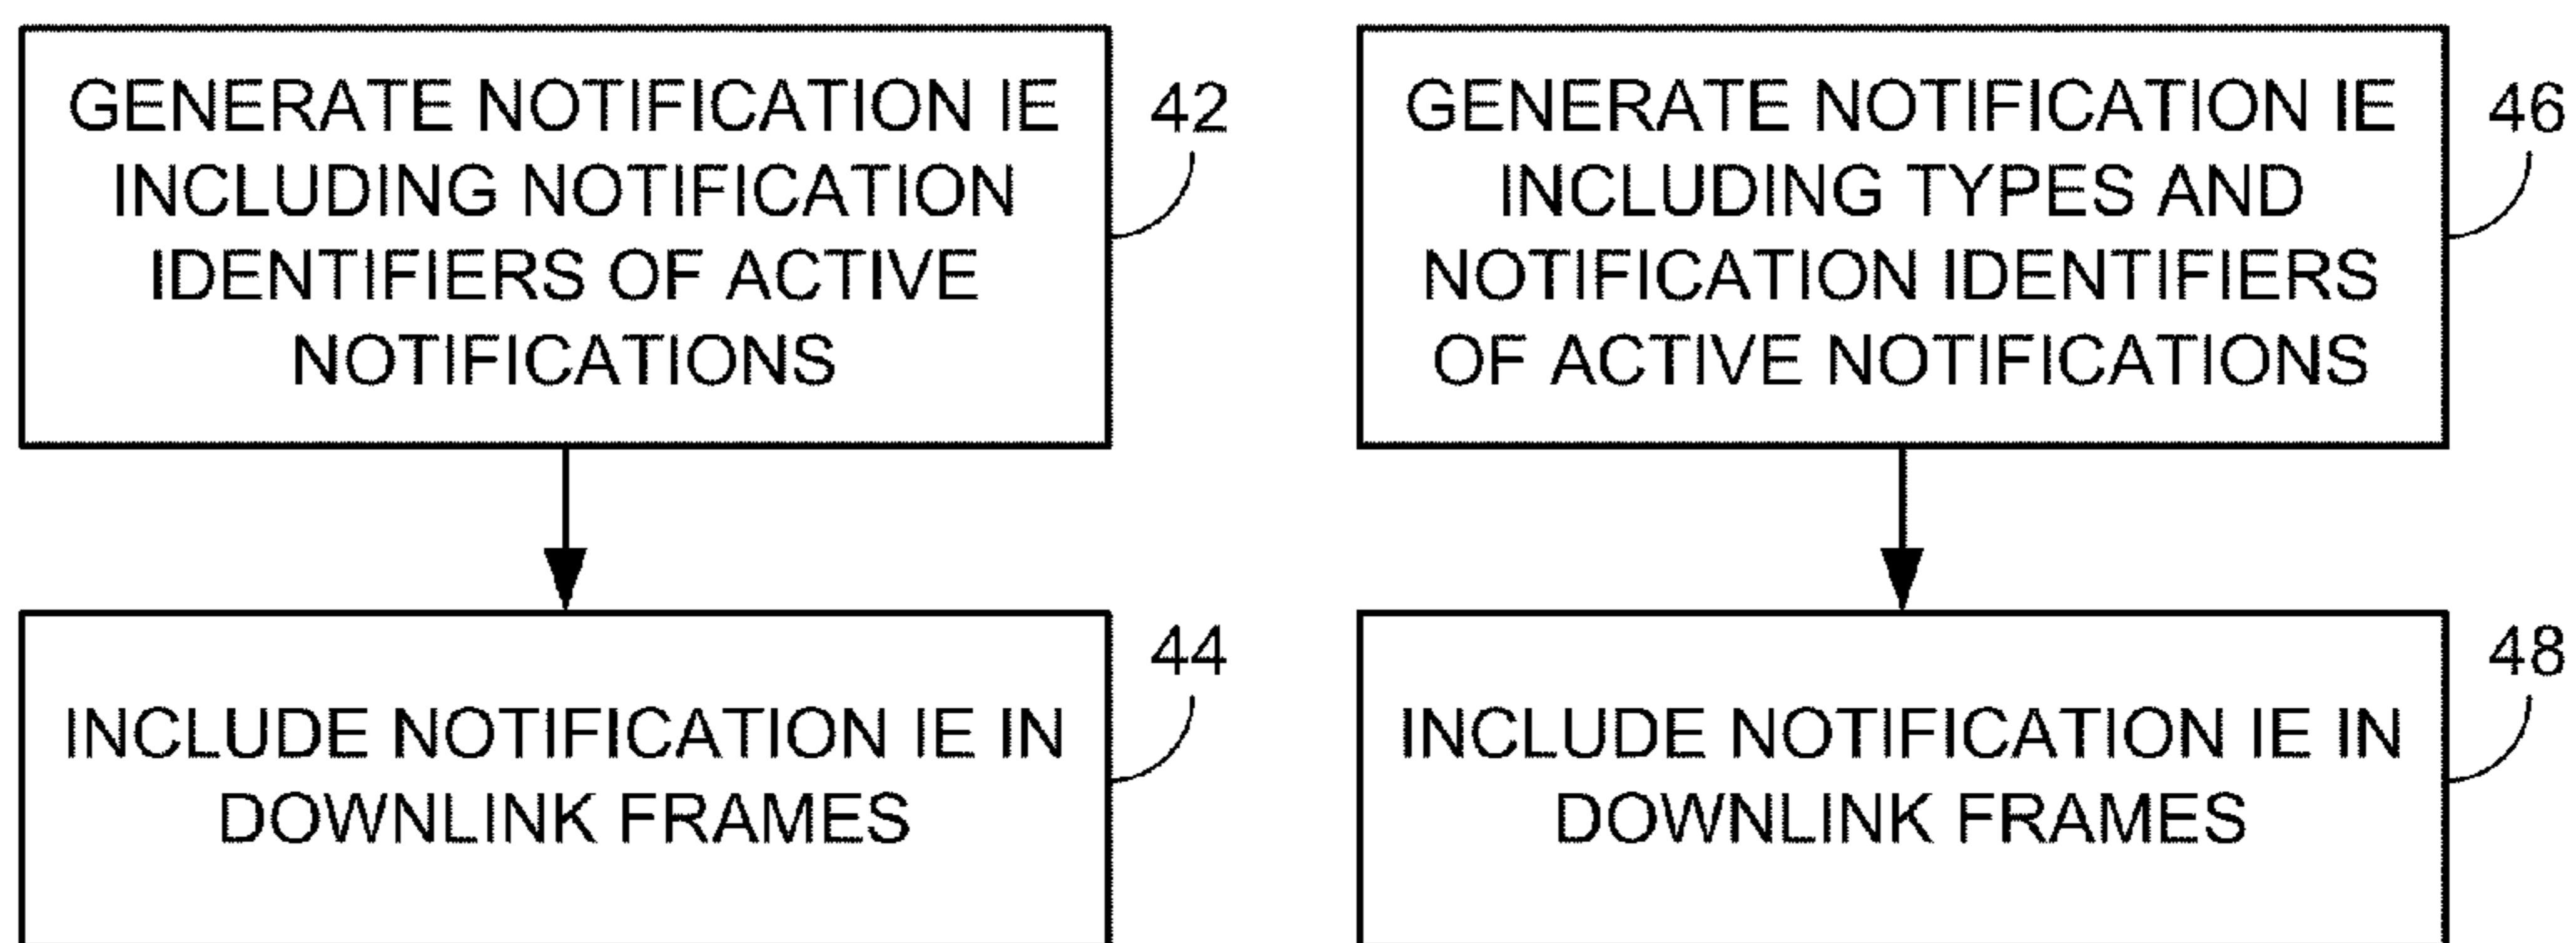 GENERATE NOTIFICATION IE
INCLUDING NOTIFICATION
IDENTIFIERS OF ACTIVE
NOTIFICATIONS
42
INCLUDE NOTIFICATION IE IN
DOWNLINK FRAMES
44
GENERATE NOTIFICATION IE
INCLUDING TYPES AND
NOTIFICATION IDENTIFIERS
OF ACTIVE NOTIFICATIONS
46
INCLUDE NOTIFICATION IE IN
DOWNLINK FRAMES
48